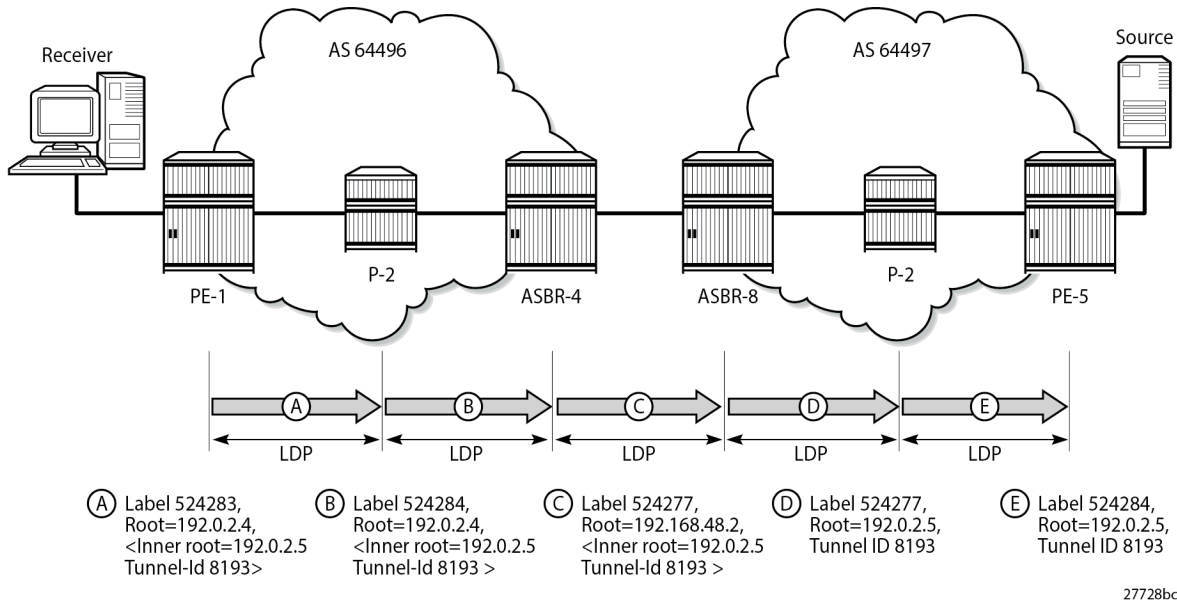 AS 64496
AS 64497
Source
Receiver
P-2
P-2
PE-1
ASBR-4
ASBR-8
PE-5
A
B
C
D
E
LDP
LDP
LDP
LDP
LDP
A Label 524283,
Root=192.0.2.4,
<Inner root=192.0.2.5
Tunnel-Id 8193>
B Label 524284,
Root=192.0.2.4,
<Inner root=192.0.2.5
Tunnel-Id 8193 >
C Label 524277,
Root=192.168.48.2,
<Inner root=192.0.2.5
Tunnel-Id 8193 >
D Label 524277,
Root=192.0.2.5,
Tunnel ID 8193
E Label 524284,
Root=192.0.2.5,
Tunnel ID 8193
27728bc